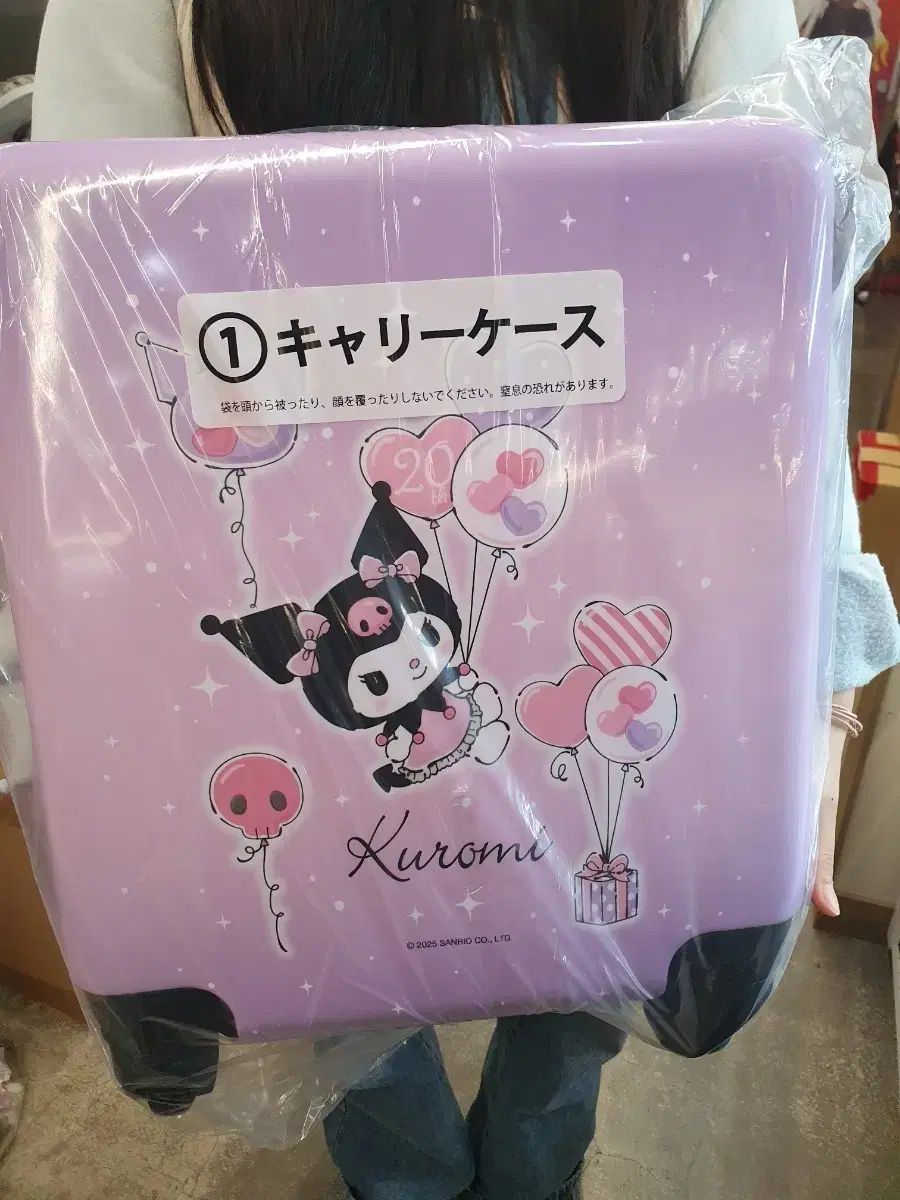 ①キャリーケース
袋を頭から被ったり、顔を覆ったりしないでください。窒息の恐れがあります。
20
th
Kuromi
© 2025 SANRIO CO., LTD.